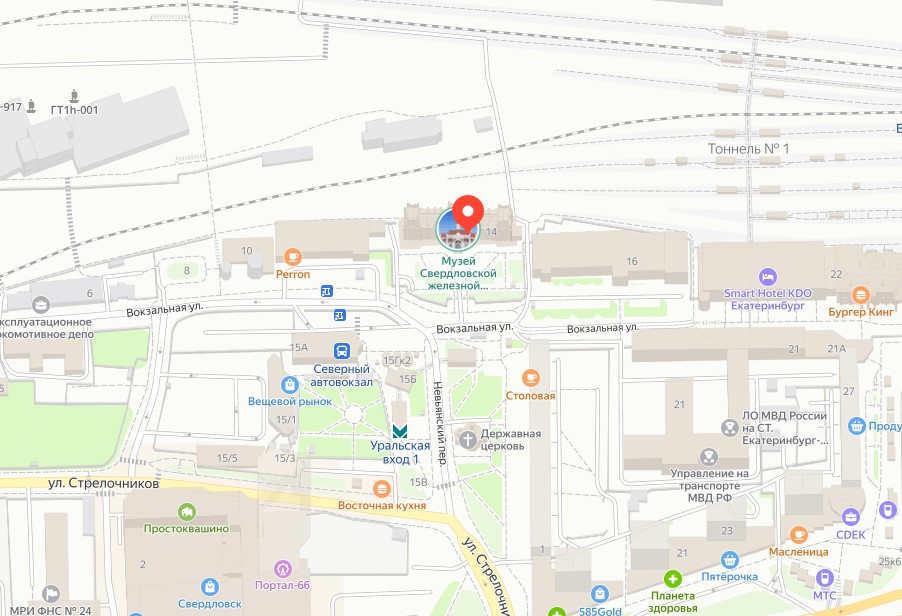 -917
ГТ1h-001
Тоннель № 1
Е
14
Музей
Свердловской
железной...
10
Perron
16
22
Smart Hotel KDO
Екатеринбург
Бургер Кинг
8
6
Вокзальная ул.
ксплуатационное
окомотивное депо
Вокзальная ул.
Вокзальная ул.
15А
Северный
автовокзал
15Гк2
15Б
21
21А
Вещевой рынок
15/1
Столовая
27
Невьянский пер.
21
ЛО МВД России
на СТ.
Екатеринбург-...
Проду
Уральская
вход 1
Державная
церковь
15/5
15/3
15В
Управление на
транспорте
МВД РФ
ул. Стрелочников
Восточная кухня
Простоквашино
ул. Стрелочни
1
23
21
CDEK
Масленица
25к6
2
Портал-66
Пятёрочка
Планета
здоровья
МТС
МРИ ФНС № 24
Свердловск
585Gold